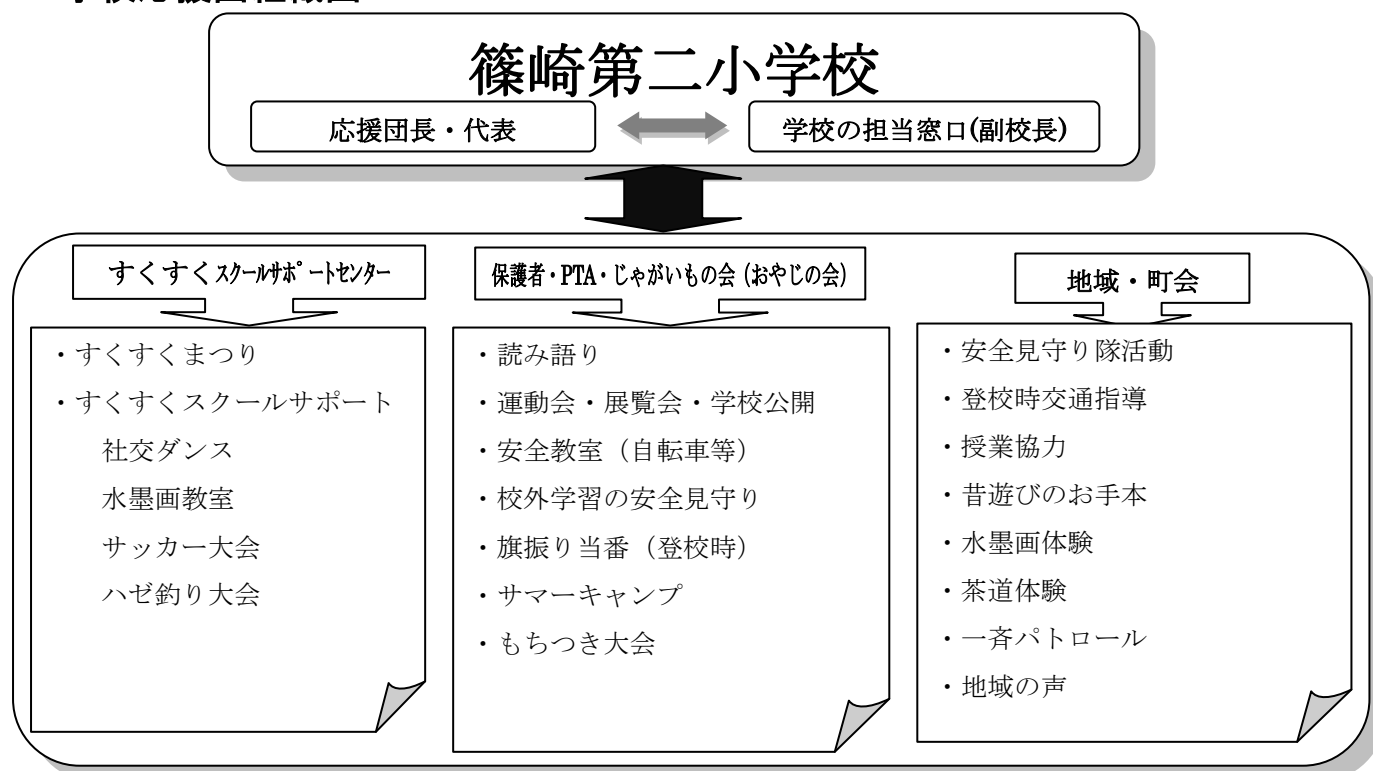 篠崎第二小学校
応援団長・代表
学校の担当窓口(副校長)
すくすくスクールサポートセンター
・すくすくまつり
・すくすくスクールサポート
社交ダンス
水墨画教室
サッカー大会
ハゼ釣り大会
保護者・PTA・じゃがいもの会(おやじの会)
・読み語り
・運動会・展覧会・学校公開
・安全教室（自転車等）
・校外学習の安全見守り
・旗振り当番（登校時）
・サマーキャンプ
・もちつき大会
地域・町会
・安全見守り隊活動
・登校時交通指導
・授業協力
・昔遊びのお手本
・水墨画体験
・茶道体験
・一斉パトロール
・地域の声